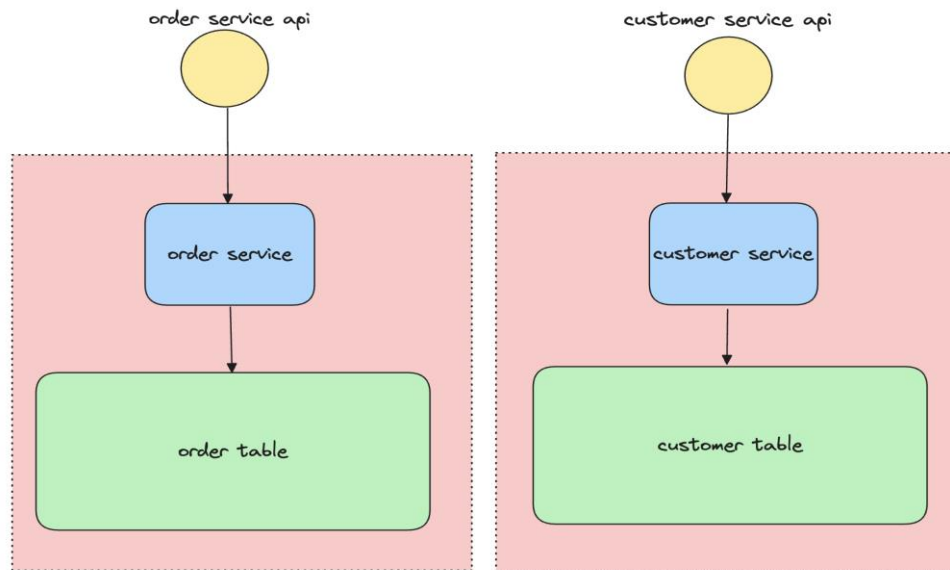 order service api
customer service api
order service
customer service
order table
customer table